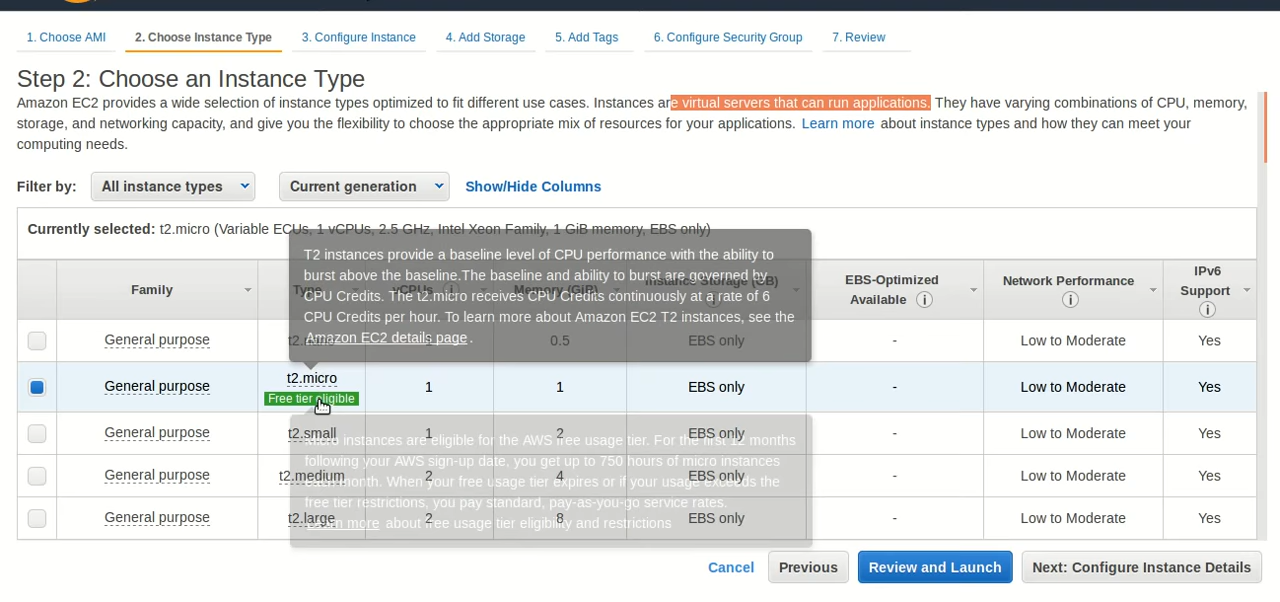 1. Choose AMI 2. Choose Instance Type 3. Configure Instance 4. Add Storage 5. Add Tags 6. Configure Security Group 7. Review
Step 2: Choose an Instance Type
Amazon EC2 provides a wide selection of instance types optimized to fit different use cases. Instances are virtual servers that can run applications. They have varying combinations of CPU, memory,
storage, and networking capacity, and give you the flexibility to choose the appropriate mix of resources for your applications. Learn more about instance types and how they can meet your
computing needs.
Filter by: All instance types Current generation Show/Hide Columns
Currently selected: t2.micro (Variable ECUs, 1 vCPUs, 2.5 GHz, Intel Xeon Family, 1 GiB memory, EBS only)
T2 instances provide a baseline level of CPU performance with the ability to
burst above the baseline.The baseline and ability to burst are governed by
CPU Credits. The t2.micro receives CPU Credits continuously at a rate of 6
CPU Credits per hour. To learn more about Amazon EC2 T2 instances, see the
Amazon EC2 details page.
Family Type vCPUs Memory (GiB) Instance Storage (GB) EBS-Optimized Available Network Performance IPv6 Support
General purpose 0.5 EBS only - Low to Moderate Yes
General purpose t2.micro 1 1 EBS only - Low to Moderate Yes
Free tier eligible
General purpose t2.small 1 2 EBS only - Low to Moderate Yes
General purpose t2.medium 2 4 EBS only - Low to Moderate Yes
General purpose t2.large 2 8 EBS only - Low to Moderate Yes
Micro instances are eligible for the AWS free usage tier. For the first 12 months
following your AWS sign-up date, you get up to 750 hours of micro instances
each month. When your free usage tier expires or if your usage exceeds the
free tier restrictions, you pay standard, pay-as-you-go service rates.
Learn more about free usage tier eligibility and restrictions
Cancel Previous Review and Launch Next: Configure Instance Details